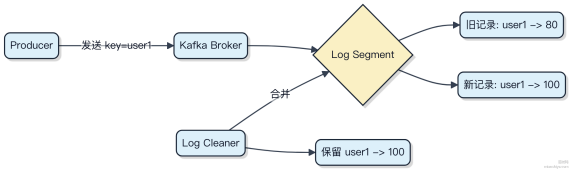 Producer
发送 key=user1
Kafka Broker
Log Segment
旧记录: user1 –> 80
新记录: user1 –> 100
合并
Log Cleaner
保留 user1 –> 100